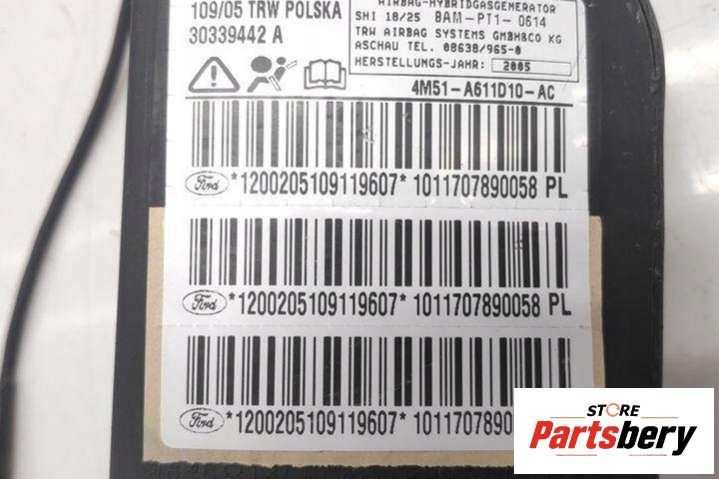 109/05 TRW POLSKA
30339442 A
AIRBAG-HYBRIDGASGENERATOR
SHI 18/25 BAM-PT1-0614
TRW AIRBAG SYSTEMS GMBH&CO KG
ASCHAU TEL. 08638/965-0
HERSTELLUNGS-JAHR: 2005
4M51-A611D10-AC
Ford *1200205109119607* 1011707890058 PL
Ford *1200205109119607* 1011707890058 PL
Ford *1200205109119607* 101170789
STORE
Partsbery